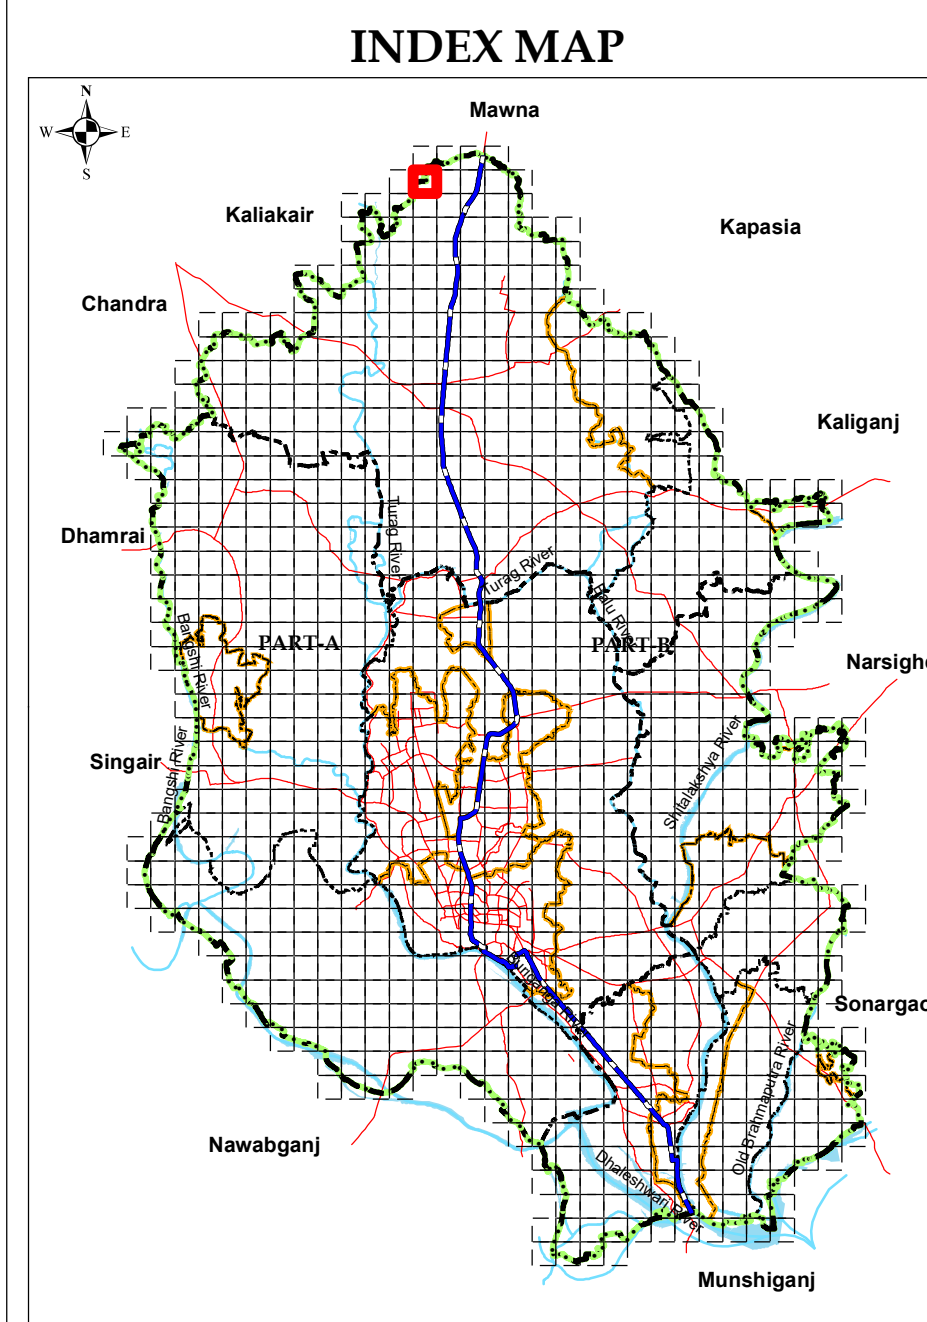 INDEX MAP
N
W E
S
Mawna
Kaliakair
Kapasia
Chandra
Kaliganj
Dhamrai
Turag River
Turag River
Balu River
Bangshi River
PART-A
PART-B
Narsighd
Shitalakshya River
Bangshi River
Singair
Buriganga River
Sonargao
Old Brahmaputra River
Nawabganj
Dhaleshwari River
Munshiganj